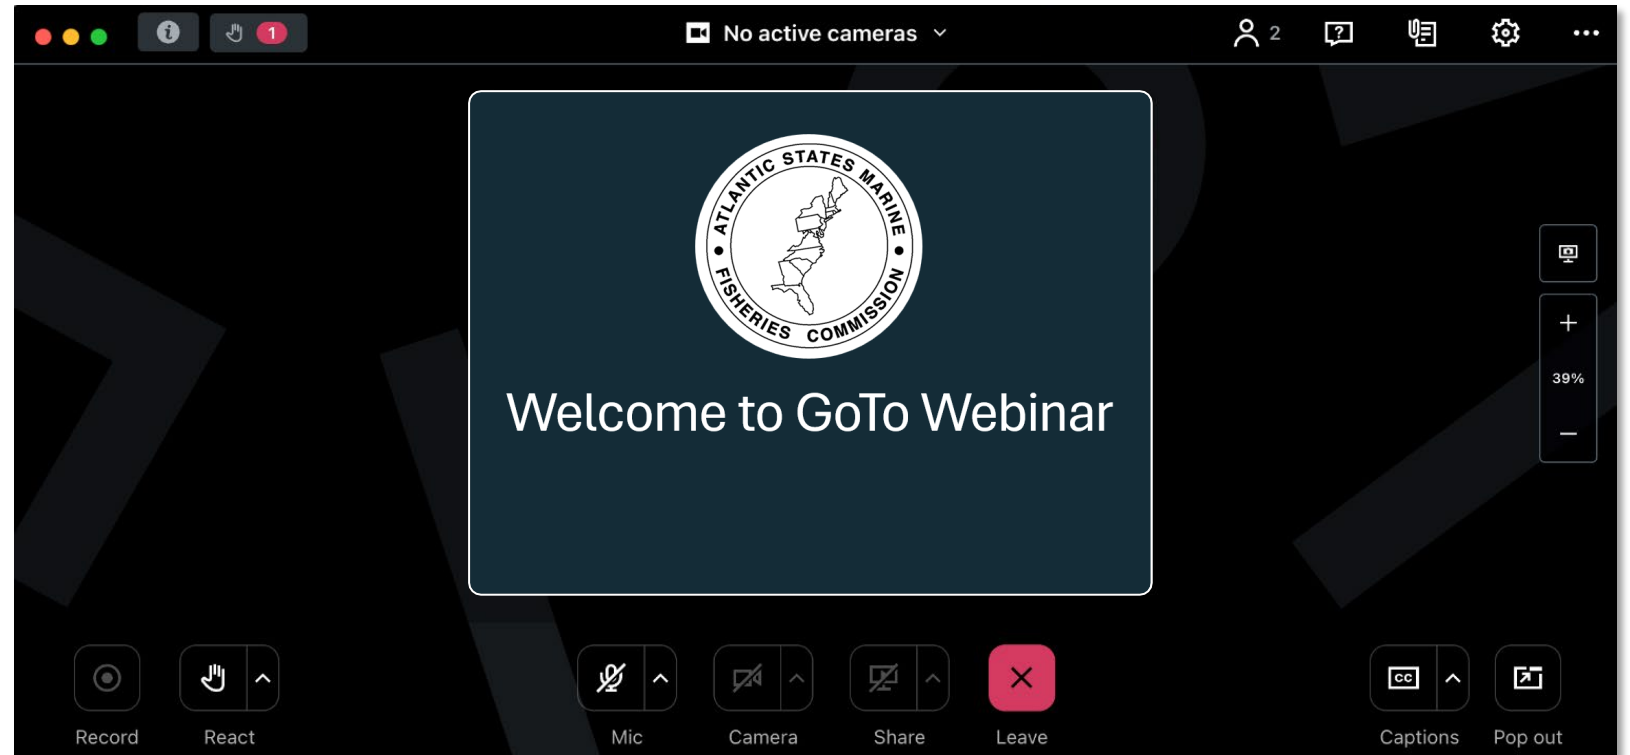 1
No active cameras
2
ATLANTIC STATES MARINE
FISHERIES COMMISSION
Welcome to GoTo Webinar
39%
Record
React
Mic
Camera
Share
Leave
CC
Captions
Pop out